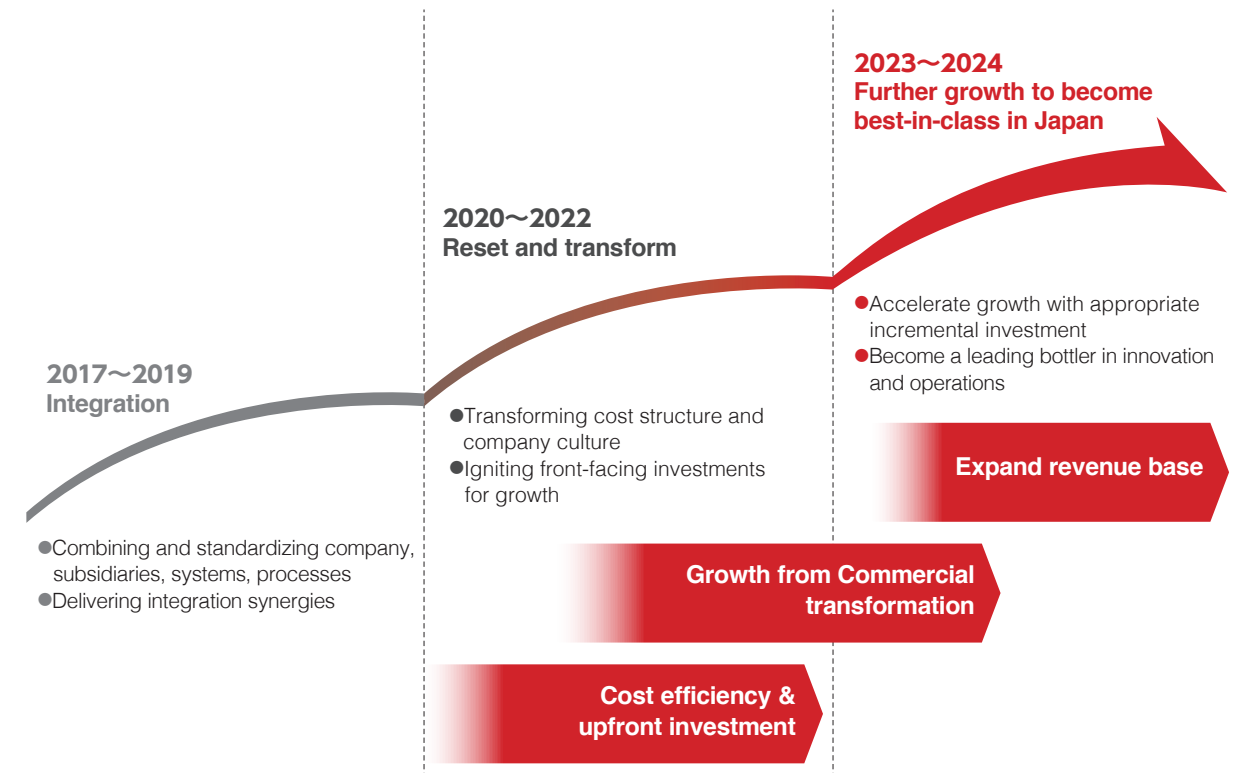 2017～2019
Integration
●Combining and standardizing company,
subsidiaries, systems, processes
●Delivering integration synergies
2020～2022
Reset and transform
●Transforming cost structure and
company culture
●Igniting front-facing investments
for growth
2023～2024
Further growth to become
best-in-class in Japan
●Accelerate growth with appropriate
incremental investment
●Become a leading bottler in innovation
and operations
Expand revenue base
Growth from Commercial
transformation
Cost efficiency &
upfront investment